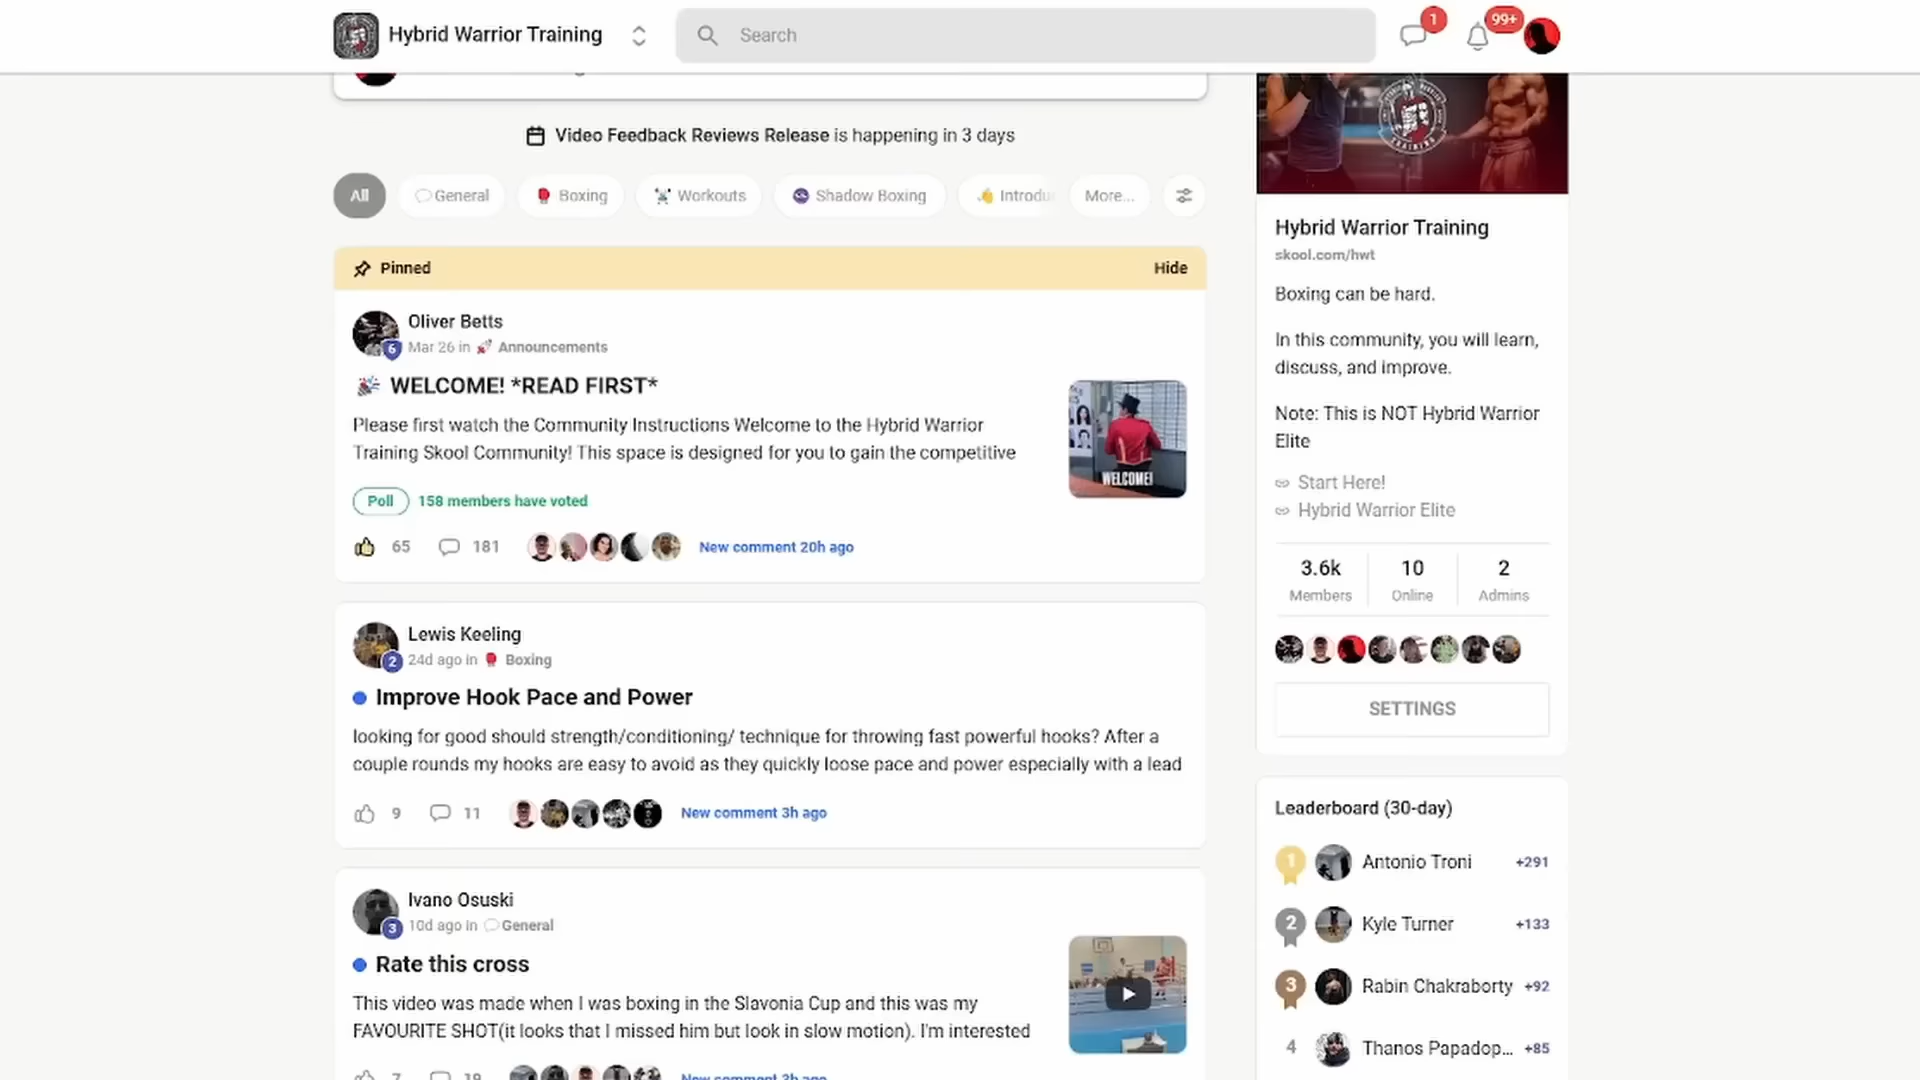 Hybrid Warrior Training
Search
1
99+
Video Feedback Reviews Release is happening in 3 days
All
General
Boxing
Workouts
Shadow Boxing
Introdu
More...
Pinned
Hide
Oliver Betts
6
Mar 26 in Announcements
WELCOME! *READ FIRST*
Please first watch the Community Instructions Welcome to the Hybrid Warrior
Training Skool Community! This space is designed for you to gain the competitive
WELCOME!
Poll
158 members have voted
65
181
New comment 20h ago
Lewis Keeling
2
24d ago in Boxing
Improve Hook Pace and Power
looking for good should strength/conditioning/ technique for throwing fast powerful hooks? After a
couple rounds my hooks are easy to avoid as they quickly loose pace and power especially with a lead
9
11
New comment 3h ago
Ivano Osuski
3
10d ago in General
Rate this cross
This video was made when I was boxing in the Slavonia Cup and this was my
FAVOURITE SHOT(it looks that I missed him but look in slow motion). I'm interested
7
19
New comment 3h ago
TRAINING
Hybrid Warrior Training
skool.com/hwt
Boxing can be hard.
In this community, you will learn,
discuss, and improve.
Note: This is NOT Hybrid Warrior
Elite
Start Here!
Hybrid Warrior Elite
3.6k
Members
10
Online
2
Admins
SETTINGS
Leaderboard (30-day)
1
Antonio Troni
+291
2
Kyle Turner
+133
3
Rabin Chakraborty
+92
4
Thanos Papadop...
+85